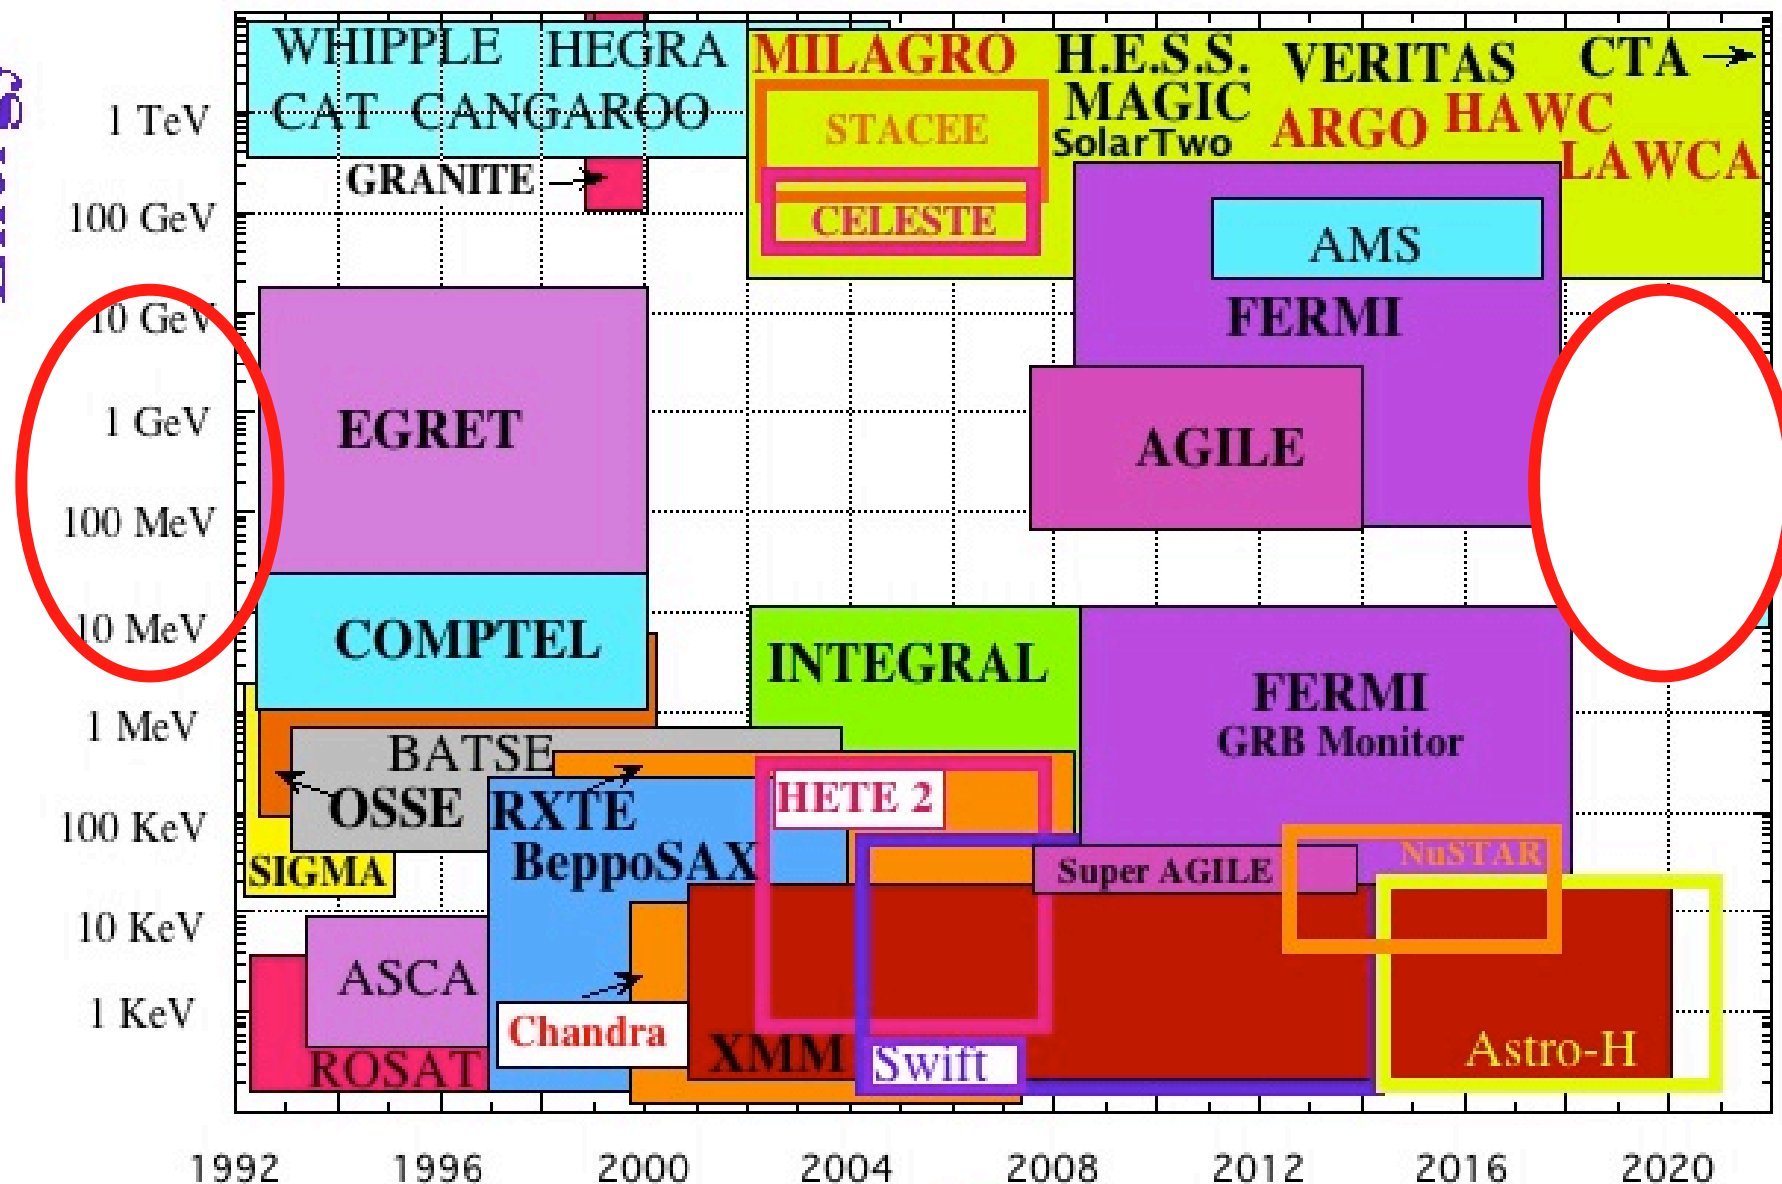 WHIPPLE HEGRA MILAGRO H.E.S.S. VERITAS CTA
CAT CANGAROO STACEE MAGIC ARGO HAWC
SolarTwo LAWCA
1 TeV
GRANITE
100 GeV
CELESTE AMS
10 GeV
FERMI
1 GeV
EGRET AGILE
100 MeV
10 MeV
COMPTEL INTEGRAL FERMI
GRB Monitor
1 MeV
BATSE
OSSE RXTE HETE 2
100 KeV
SIGMA BeppoSAX Super AGILE NuSTAR
10 KeV
ASCA
1 KeV
Chandra
ROSAT XMM Swift Astro-H
1992 1996 2000 2004 2008 2012 2016 2020